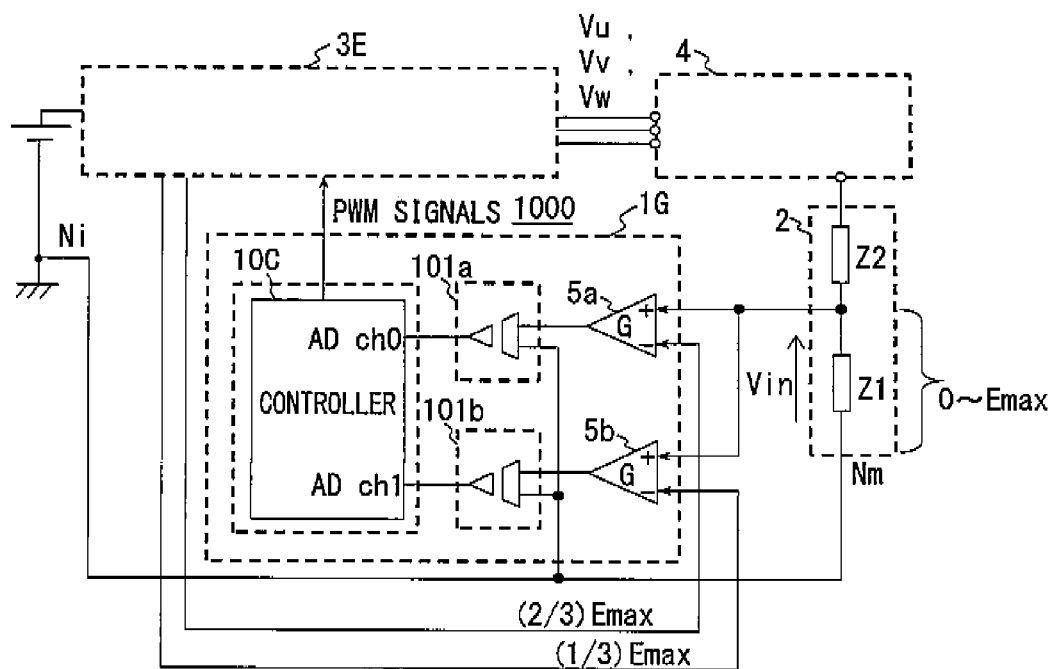 3E
Vu ,
Vv ,
Vw
4
Ni
PWM SIGNALS 1000
1G
2
Z2
10C
101a
5a
+
G
−
AD ch0
CONTROLLER
Vin
Z1
0～Emax
101b
5b
+
G
−
AD ch1
Nm
(2/3)Emax
(1/3)Emax